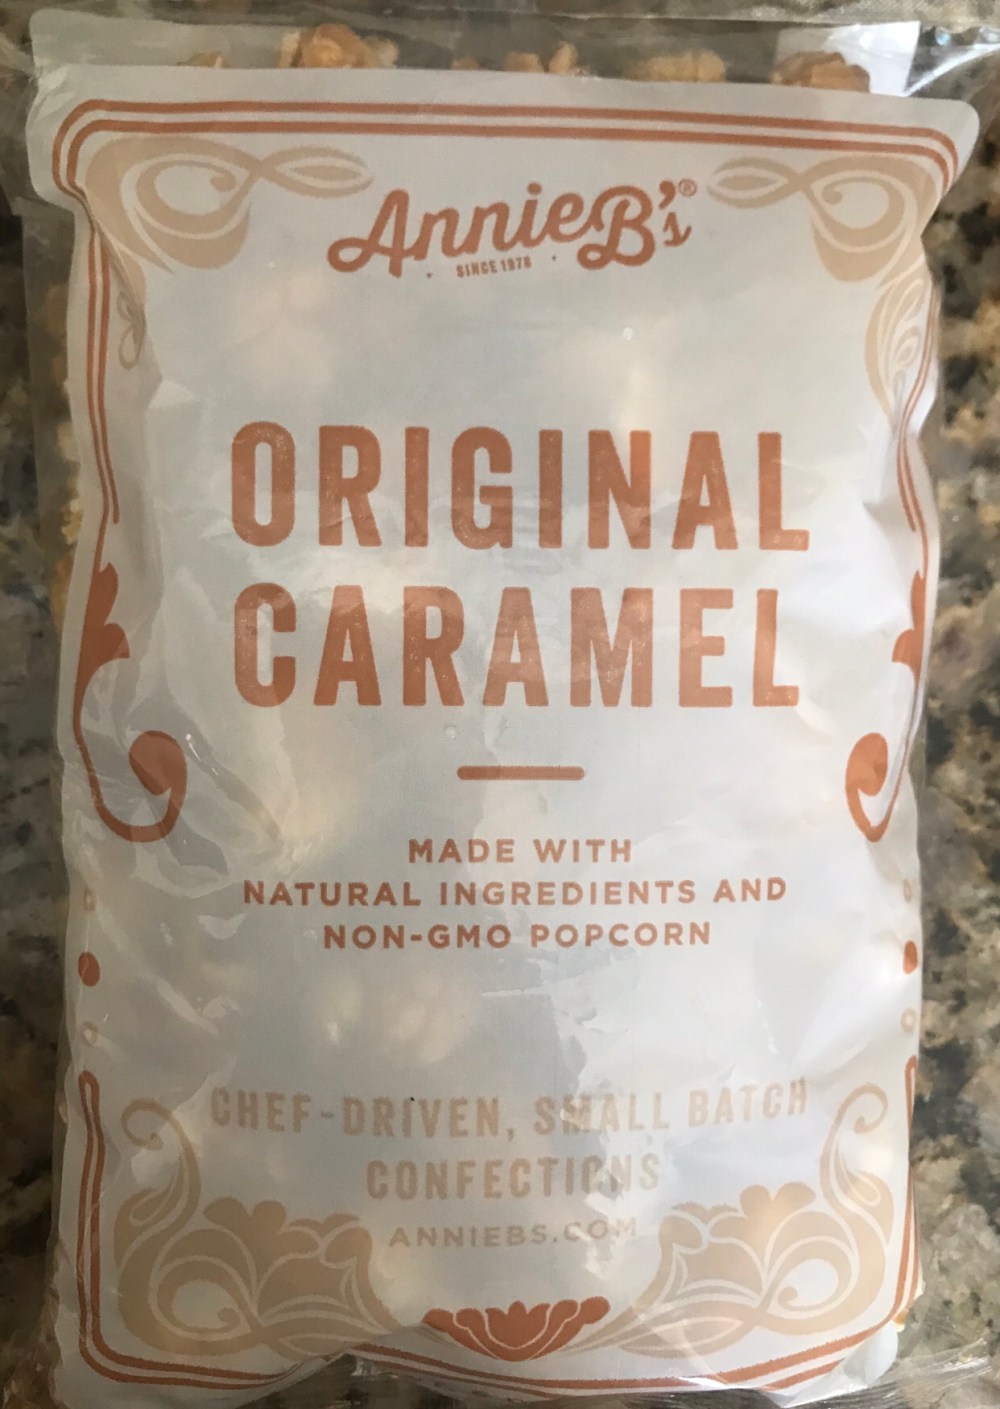 AnnieB's®
SINCE 1978
ORIGINAL
CARAMEL
MADE WITH
NATURAL INGREDIENTS AND
NON-GMO POPCORN
CHEF-DRIVEN, SMALL BATCH
CONFECTIONS
ANNIEBS.COM